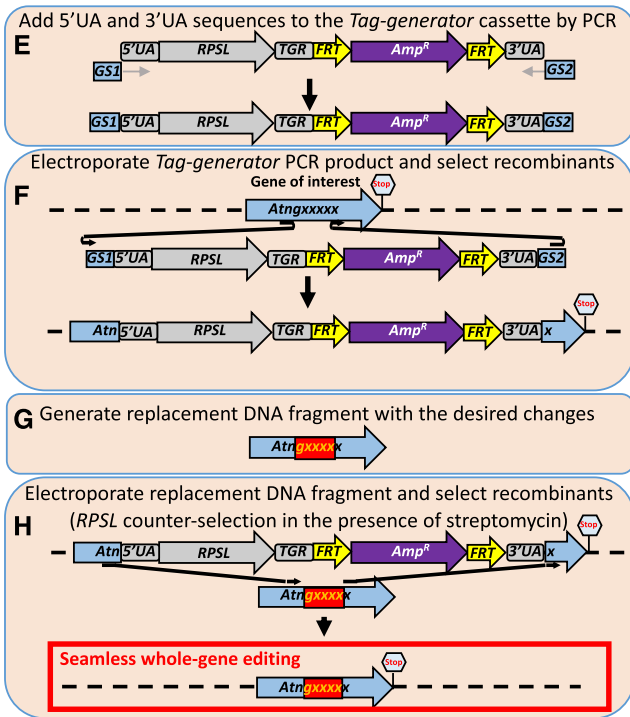 Add 5'UA and 3'UA sequences to the Tag-generator cassette by PCR
E
5'UA RPSL TGR FRT Amp^R FRT 3'UA
GS1 GS2
GS1 5'UA RPSL TGR FRT Amp^R FRT 3'UA GS2
Electroporate Tag-generator PCR product and select recombinants
F
Gene of interest Stop
Atngxxxxx
GS1 5'UA RPSL TGR FRT Amp^R FRT 3'UA GS2
Stop
Atn 5'UA RPSL TGR FRT Amp^R FRT 3'UA x
G Generate replacement DNA fragment with the desired changes
Atngxxxxx
Electroporate replacement DNA fragment and select recombinants
H (RPSL counter-selection in the presence of streptomycin) Stop
Atn 5'UA RPSL TGR FRT Amp^R FRT 3'UA x
Atngxxxxx
Seamless whole-gene editing Stop
Atngxxxxx